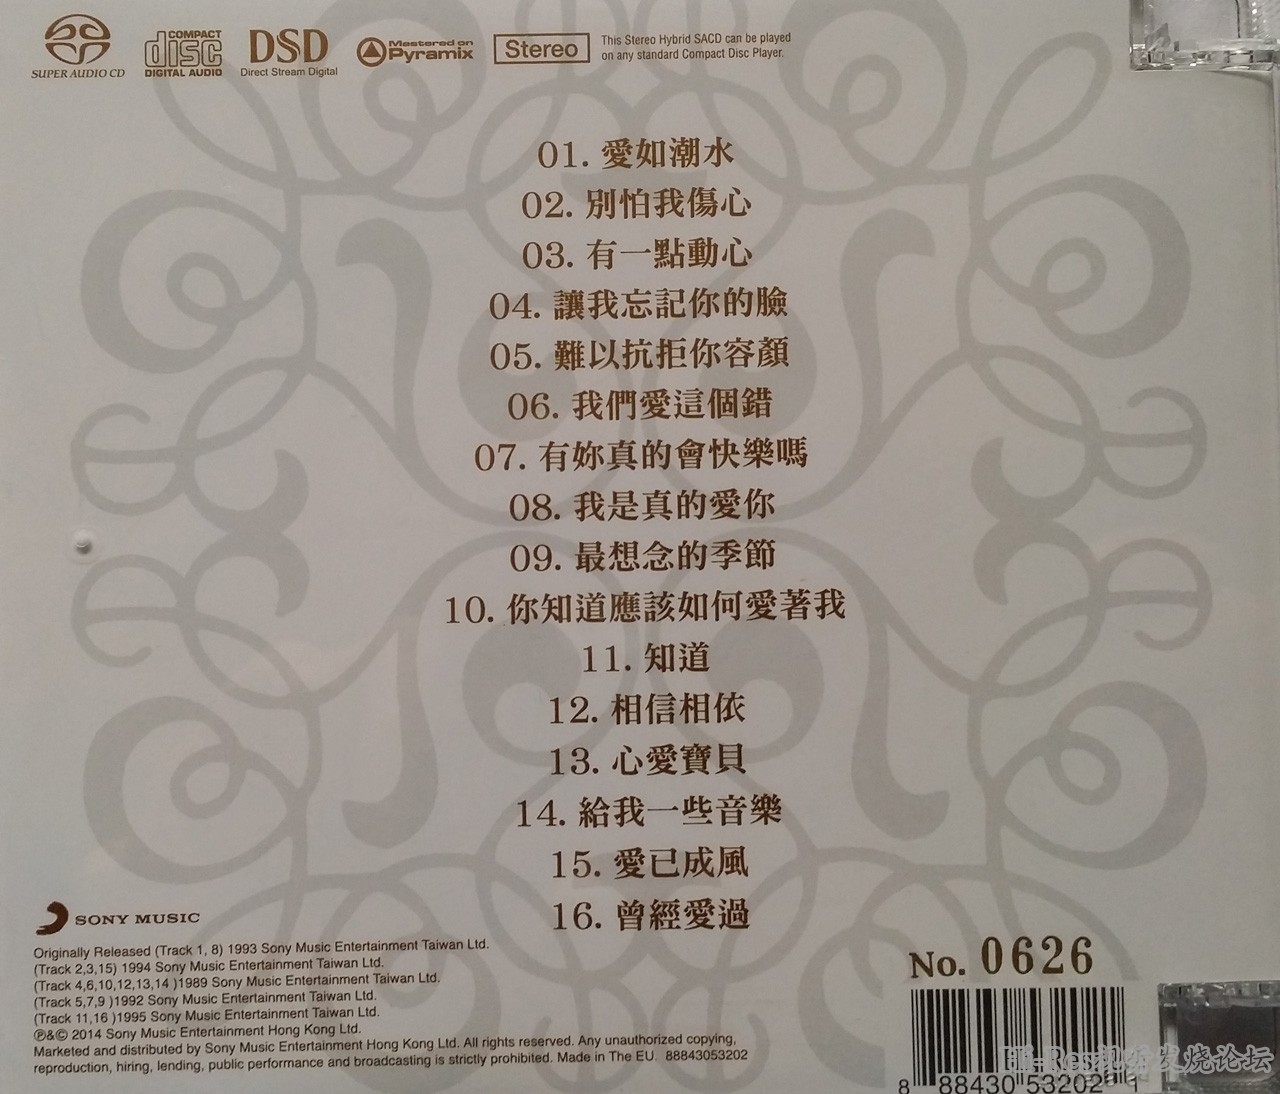 SUPER AUDIO CD
COMPACT
disc
DIGITAL AUDIO
DSD
Direct Stream Digital
Mastered on
Pyramix
Stereo
This Stereo Hybrid SACD can be played
on any standard Compact Disc Player.
01. 愛如潮水
02. 別怕我傷心
03. 有一點動心
04. 讓我忘記你的臉
05. 難以抗拒你容顏
06. 我們愛這個錯
07. 有妳真的會快樂嗎
08. 我是真的愛你
09. 最想念的季節
10. 你知道應該如何愛著我
11. 知道
12. 相信相依
13. 心愛寶貝
14. 給我一些音樂
15. 愛已成風
16. 曾經愛過
SONY MUSIC
Originally Released (Track 1, 8) 1993 Sony Music Entertainment Taiwan Ltd.
(Track 2,3,15) 1994 Sony Music Entertainment Taiwan Ltd.
(Track 4,6,10,12,13,14 )1989 Sony Music Entertainment Taiwan Ltd.
(Track 5,7,9 )1992 Sony Music Entertainment Taiwan Ltd.
(Track 11,16 )1995 Sony Music Entertainment Taiwan Ltd.
℗&© 2014 Sony Music Entertainment Hong Kong Ltd.
Marketed and distributed by Sony Music Entertainment Hong Kong Ltd. All rights reserved. Any unauthorized copying,
reproduction, hiring, lending, public performance and broadcasting is strictly prohibited. Made in The EU. 88843053202
No. 0626
8 88430 53202 1
Hi-Res视听发烧论坛